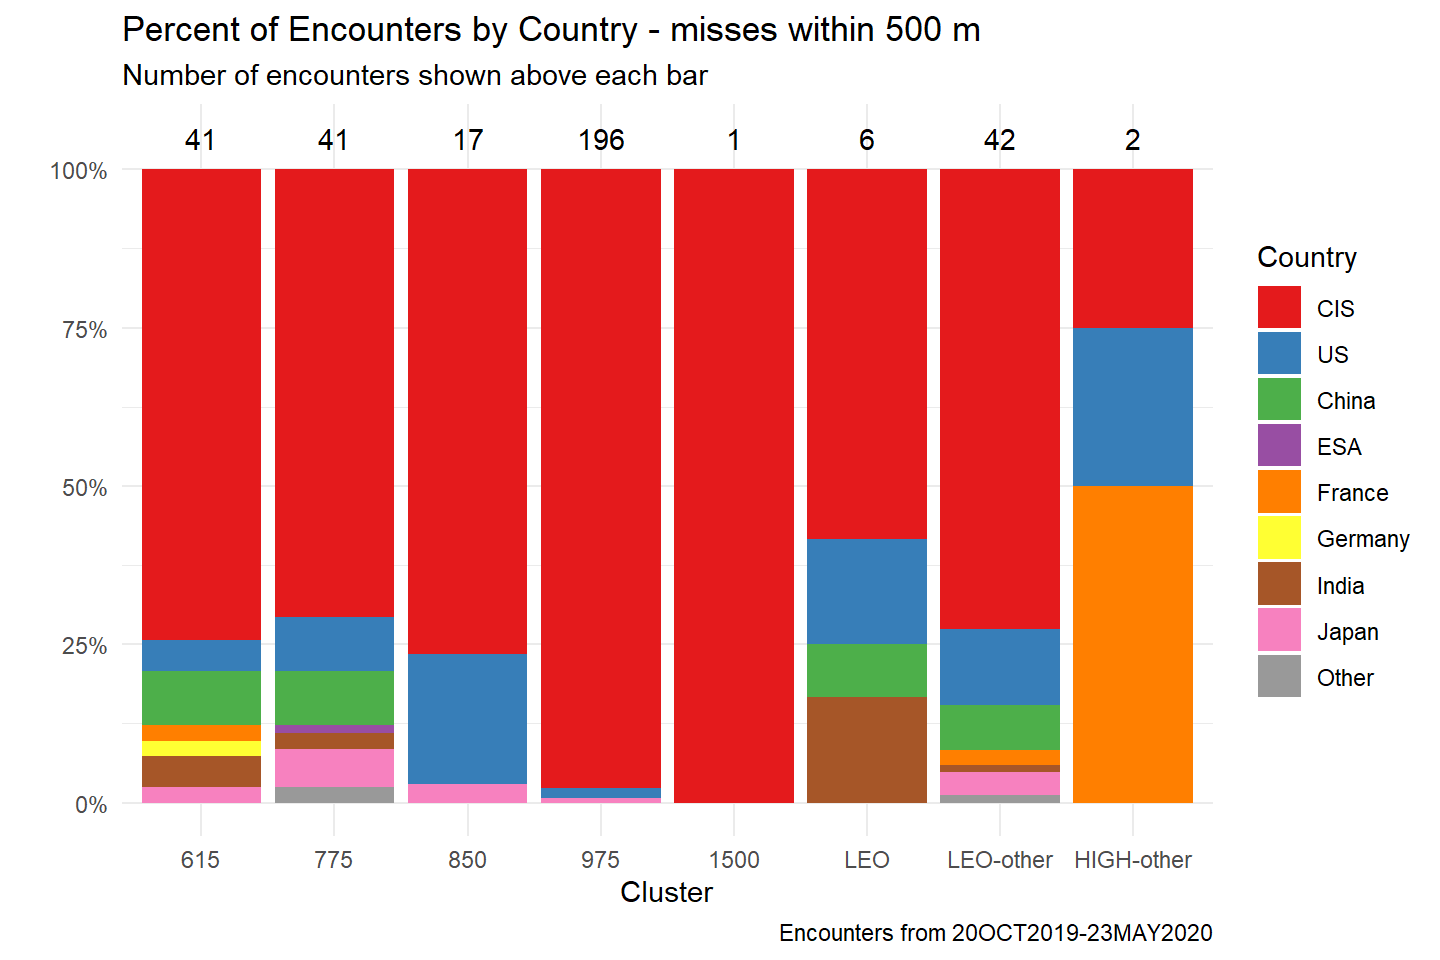 Percent of Encounters by Country - misses within 500 m
Number of encounters shown above each bar
41 41 17 196 1 6 42 2
100%
75%
50%
25%
0%
615 775 850 975 1500 LEO LEO-other HIGH-other
Cluster
Encounters from 20OCT2019-23MAY2020
Country
CIS
US
China
ESA
France
Germany
India
Japan
Other